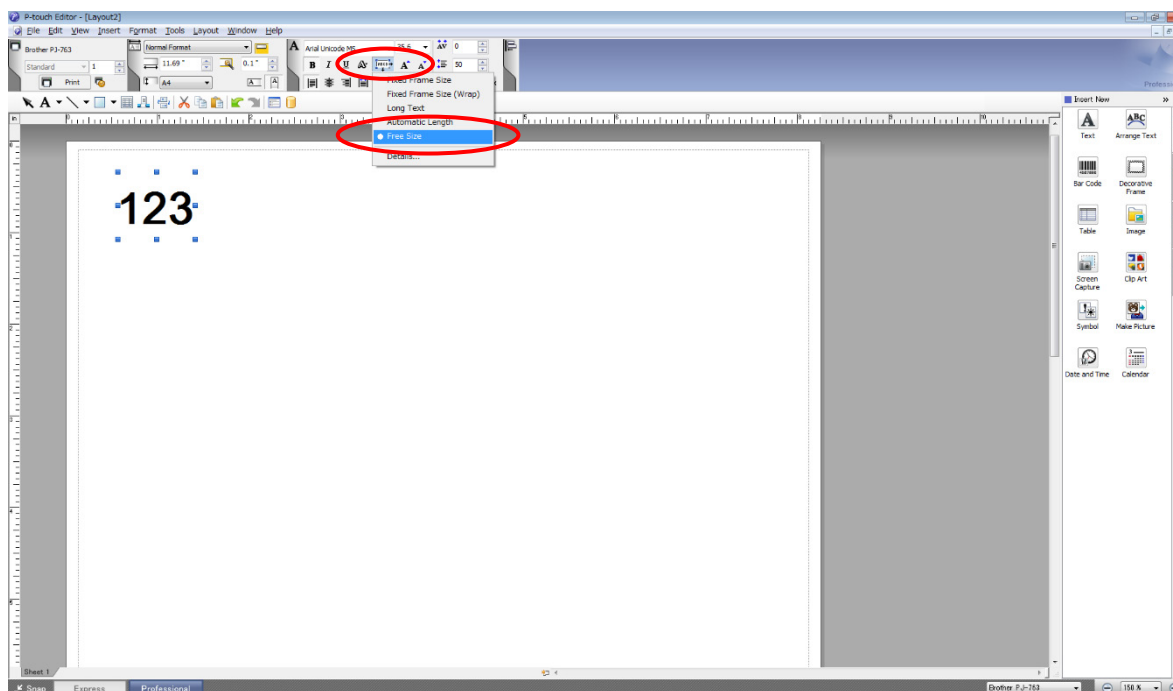 P-touch Editor - [Layout2]
File Edit View Insert Format Tools Layout Window Help
Brother PJ-763
Normal Format
Arial Unicode MS
35.6
AV 0
Standard
1
11.69 "
0.1 "
B I U
50
Print
A4
Fixed Frame Size
Fixed Frame Size (Wrap)
Long Text
Automatic Length
Free Size
Details...
Insert New
Text
Arrange Text
Bar Code
Decorative Frame
Table
Image
Screen Capture
Clip Art
Symbol
Make Picture
Date and Time
Calendar
123
Sheet 1
Snap
Express
Professional
Brother PJ-763
150 %